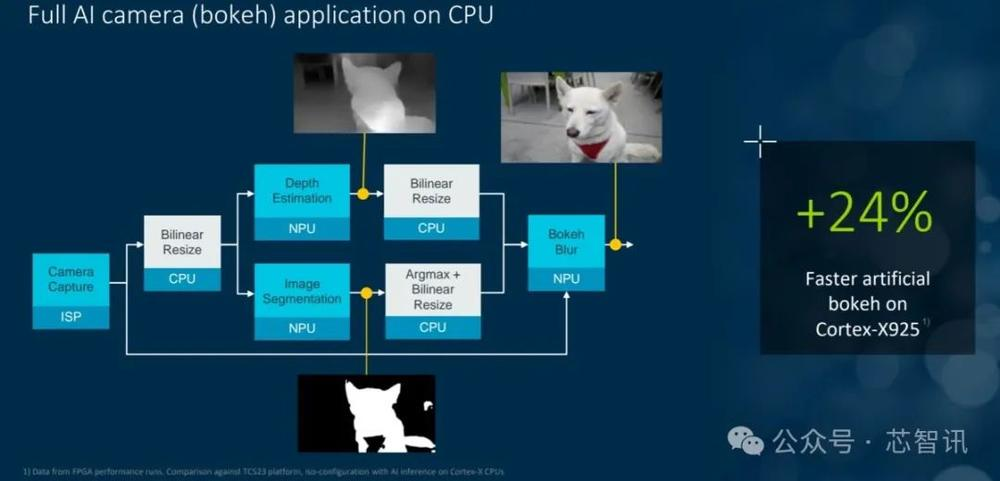 Full AI camera (bokeh) application on CPU
Depth
Estimation
NPU
Bilinear
Resize
CPU
Bilinear
Resize
CPU
Camera
Capture
ISP
Image
Segmentation
NPU
Argmax +
Bilinear
Resize
CPU
Bokeh
Blur
NPU
+24%
Faster artificial
bokeh on
Cortex-X925 1)
公众号 · 芯智讯
1) Data from FPGA performance runs. Comparison against TCS23 platform, iso-configuration with AI inference on Cortex-X CPUs